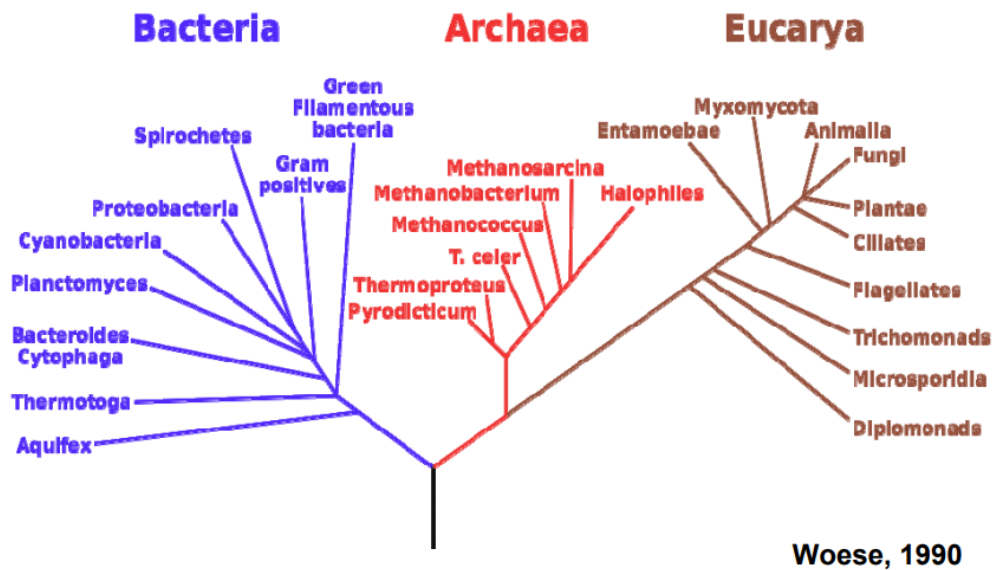 Bacteria
Archaea
Eucarya
Green
Filamentous
bacteria
Spirochetes
Gram
positives
Proteobacteria
Cyanobacteria
Planctomyces
Bacteroides
Cytophaga
Thermotoga
Aquifex
Methanosarcina
Methanobacterium
Halophiles
Methanococcus
T. celer
Thermoproteus
Pyrodicticum
Myxomycota
Entamoebae
Animalia
Fungi
Plantae
Ciliates
Flagellates
Trichomonads
Microsporidia
Diplomonads
Woese, 1990